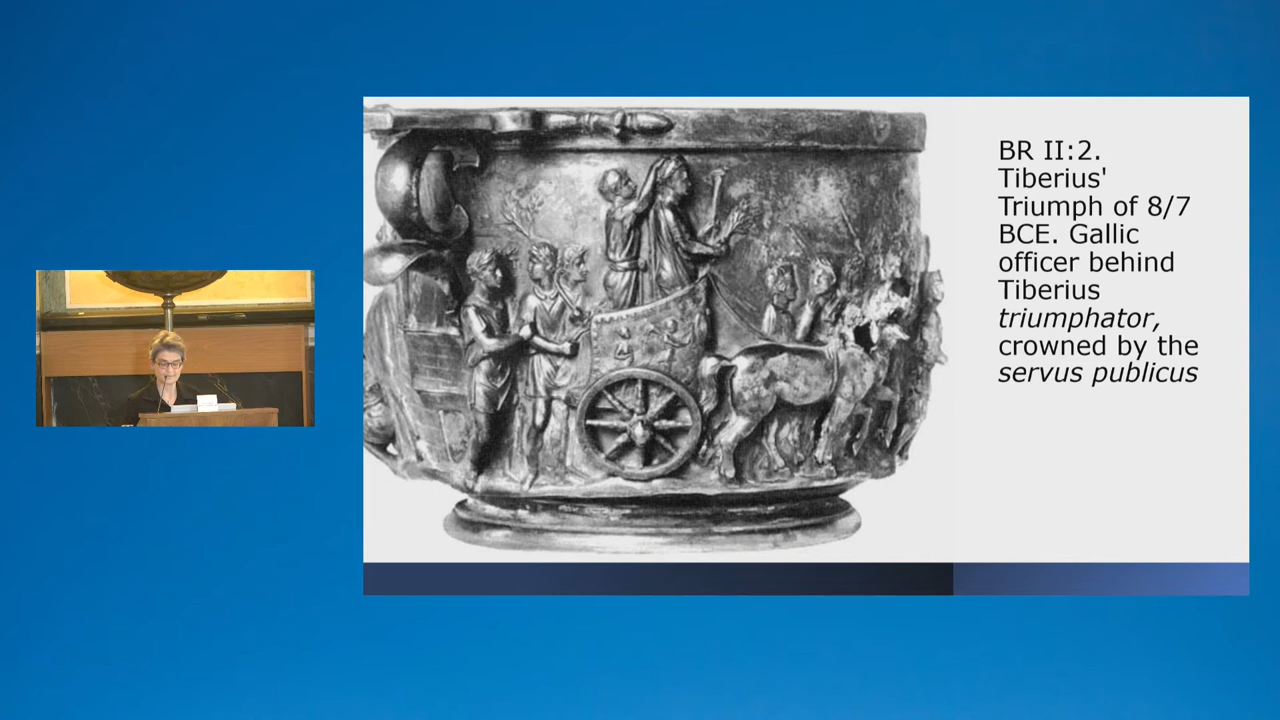 BR II:2.
Tiberius'
Triumph of 8/7
BCE. Gallic
officer behind
Tiberius
triumphator,
crowned by the
servus publicus